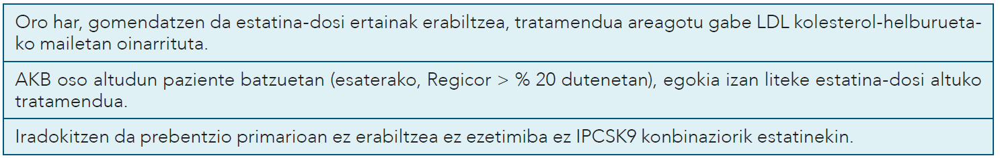 Oro har, gomendatzen da estatina-dosi ertainak erabiltzea, tratamendua areagotu gabe LDL kolesterol-helburueta-
ko mailetan oinarrituta.
AKB oso altudun paziente batzuetan (esaterako, Regicor > % 20 dutenetan), egokia izan liteke estatina-dosi altuko
tratamendua.
Iradokitzen da prebentzio primarioan ez erabiltzea ez ezetimiba ez IPCSK9 konbinaziorik estatinekin.